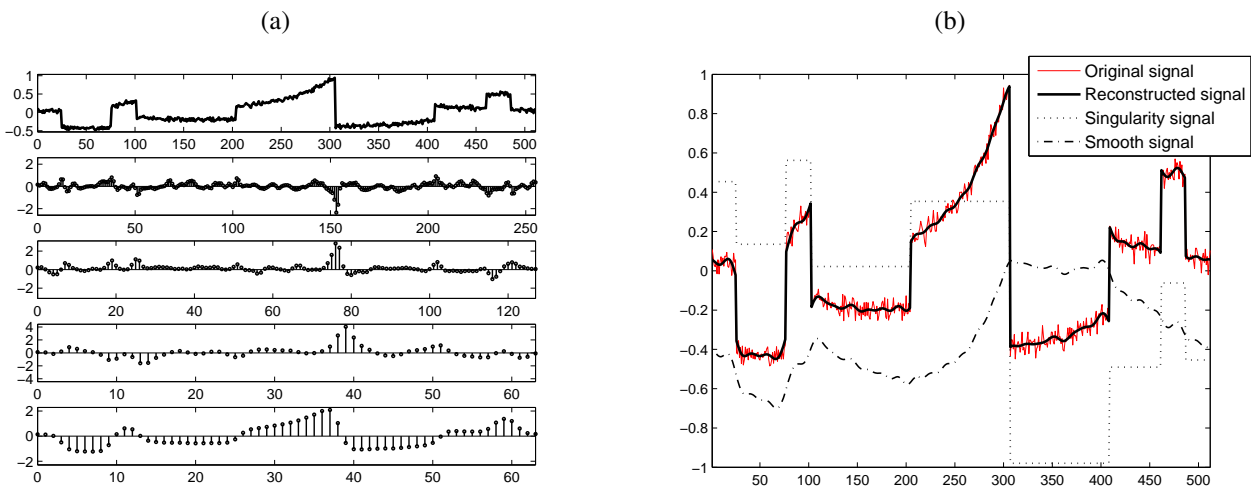 (a)
(b)
1
0.5
0
−0.5
0 50 100 150 200 250 300 350 400 450 500
2
0
−2
50 100 150 200 250
2
0
−2
0 20 40 60 80 100 120
4
2
0
−2
−4
0 10 20 30 40 50 60
2
0
−2
0 10 20 30 40 50 60
Original signal
Reconstructed signal
Singularity signal
Smooth signal
1
0.8
0.6
0.4
0.2
0
−0.2
−0.4
−0.6
−0.8
−1
50 100 150 200 250 300 350 400 450 500